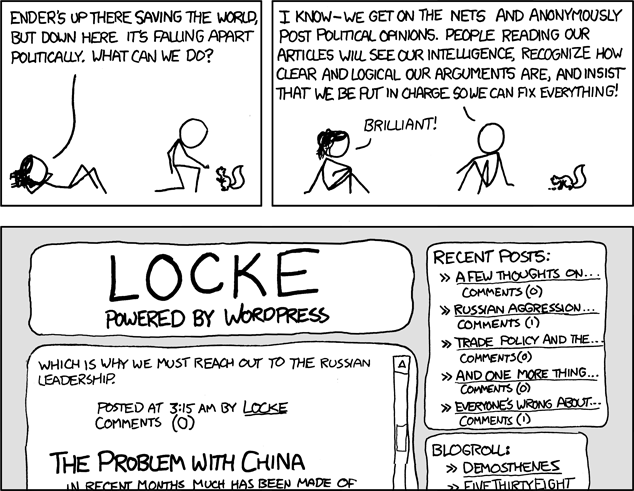 ENDER'S UP THERE SAVING THE WORLD,
BUT DOWN HERE IT'S FALLING APART
POLITICALLY. WHAT CAN WE DO?
I KNOW—WE GET ON THE NETS AND ANONYMOUSLY
POST POLITICAL OPINIONS. PEOPLE READING OUR
ARTICLES WILL SEE OUR INTELLIGENCE, RECOGNIZE HOW
CLEAR AND LOGICAL OUR ARGUMENTS ARE, AND INSIST
THAT WE BE PUT IN CHARGE SO WE CAN FIX EVERYTHING!
BRILLIANT!
LOCKE
POWERED BY WORDPRESS
WHICH IS WHY WE MUST REACH OUT TO THE RUSSIAN
LEADERSHIP.
POSTED AT 3:15 AM BY LOCKE
COMMENTS (0)
THE PROBLEM WITH CHINA
IN RECENT MONTHS, MUCH HAS BEEN MADE OF
RECENT POSTS:
» A FEW THOUGHTS ON...
COMMENTS (0)
» RUSSIAN AGGRESSION...
COMMENTS (1)
» TRADE POLICY AND THE...
COMMENTS (0)
» AND ONE MORE THING...
COMMENTS (0)
» EVERYONE'S WRONG ABOUT...
COMMENTS (1)
BLOGROLL:
» DEMOSTHENES
» FIVETHIRTYEIGHT